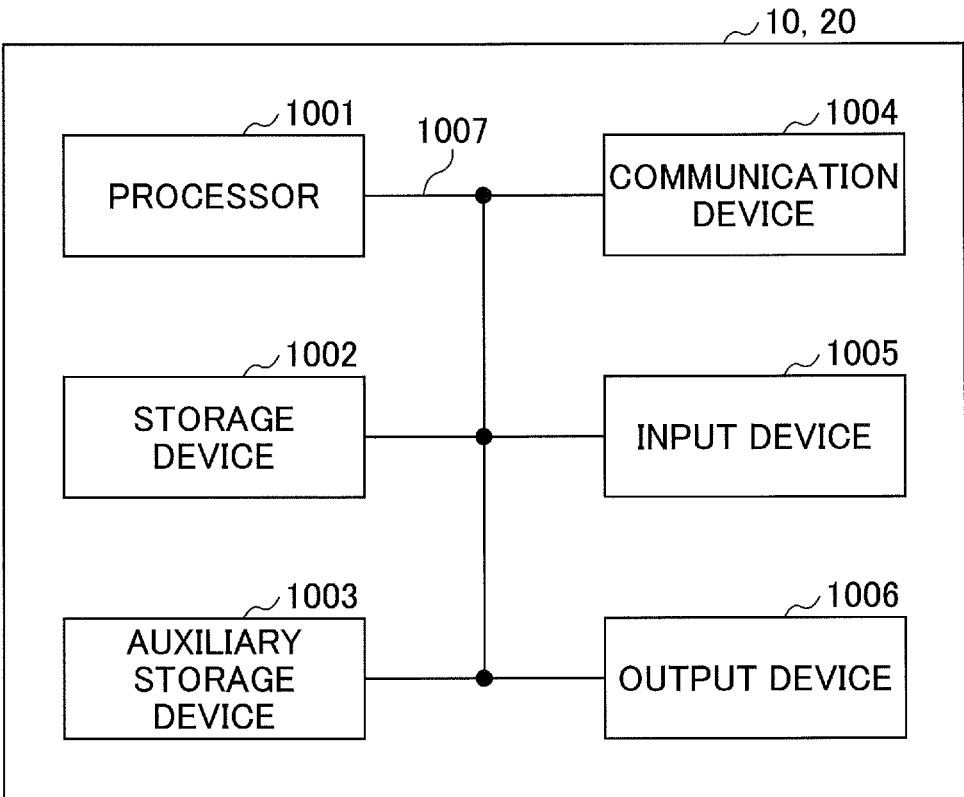 10, 20
1001
PROCESSOR
1007
1004
COMMUNICATION
DEVICE
1002
STORAGE
DEVICE
1005
INPUT DEVICE
1003
AUXILIARY
STORAGE
DEVICE
1006
OUTPUT DEVICE